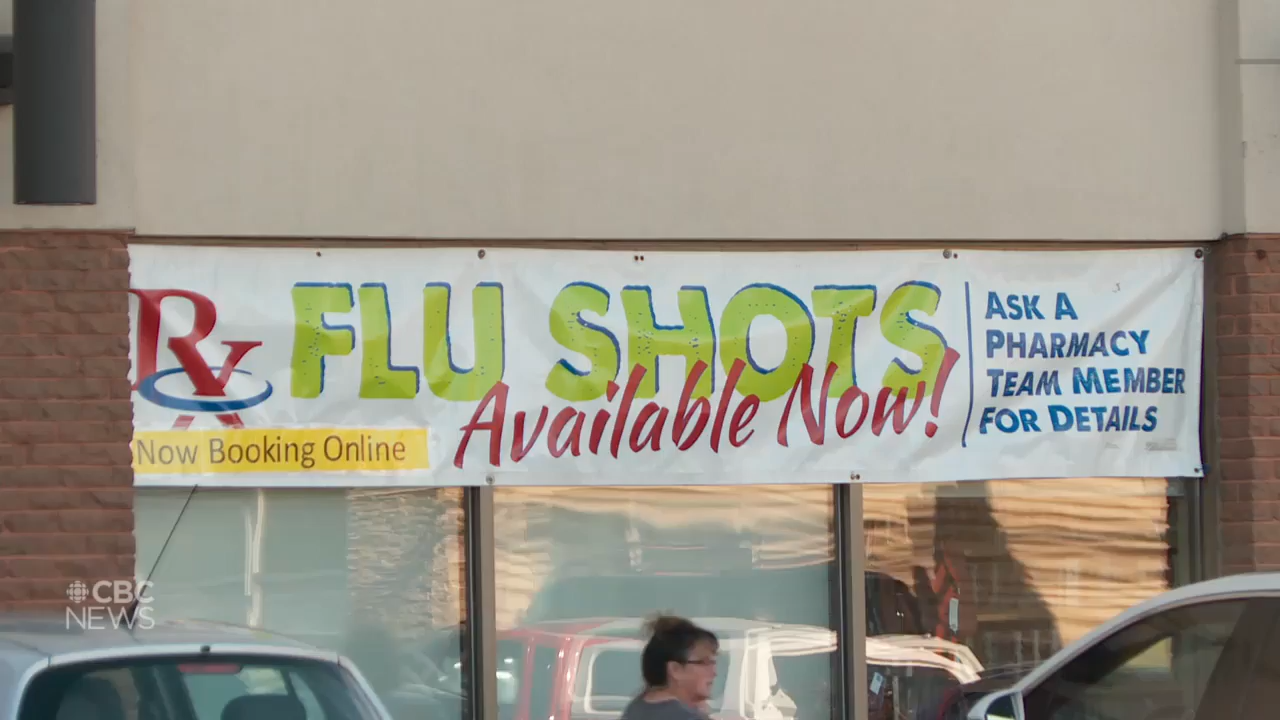 Rx
FLU SHOTS
Available Now!
Now Booking Online
ASK A
PHARMACY
TEAM MEMBER
FOR DETAILS
CBC
NEWS